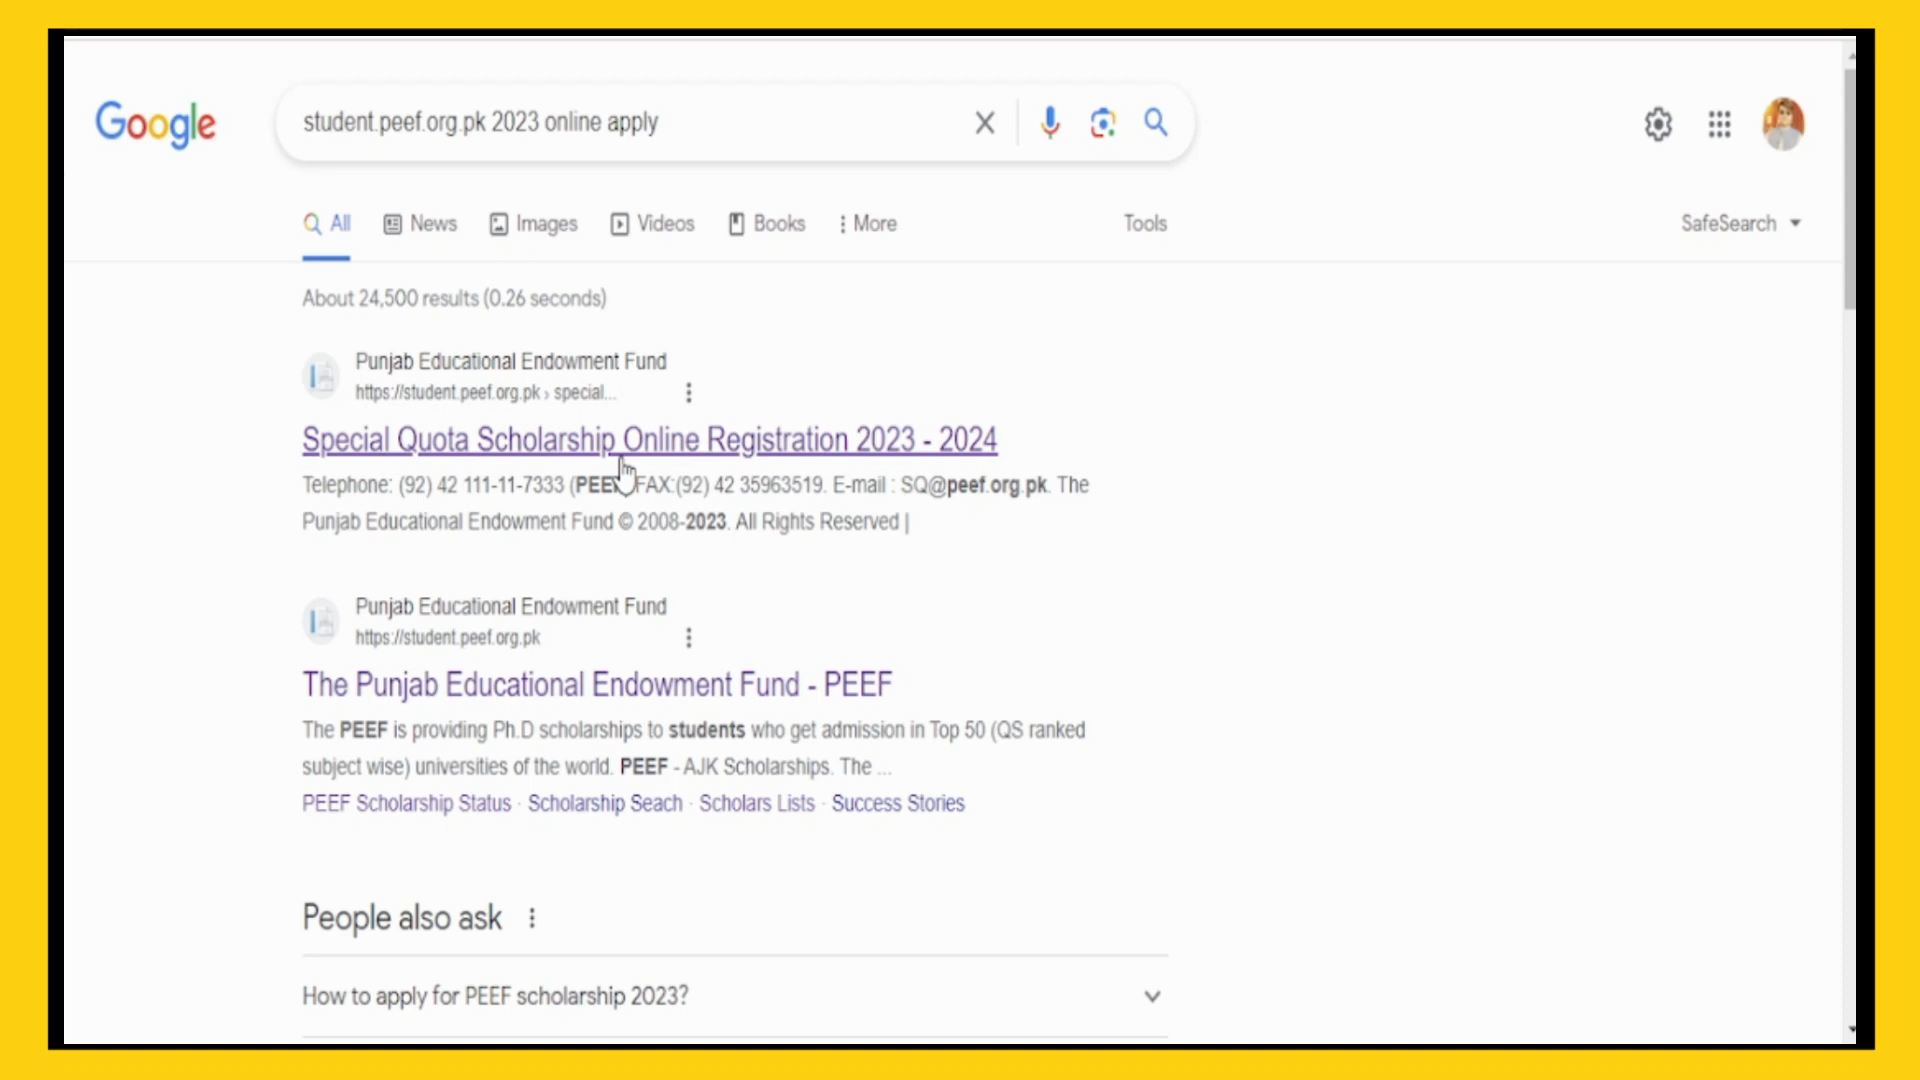 Google
student.peef.org.pk 2023 online apply
All News Images Videos Books More Tools SafeSearch
About 24,500 results (0.26 seconds)
Punjab Educational Endowment Fund
https://student.peef.org.pk › special...
Special Quota Scholarship Online Registration 2023 - 2024
Telephone: (92) 42 111-11-7333 (PEEF FAX:(92) 42 35963519. E-mail : SQ@peef.org.pk. The
Punjab Educational Endowment Fund © 2008-2023. All Rights Reserved |
Punjab Educational Endowment Fund
https://student.peef.org.pk
The Punjab Educational Endowment Fund - PEEF
The PEEF is providing Ph.D scholarships to students who get admission in Top 50 (QS ranked
subject wise) universities of the world. PEEF - AJK Scholarships. The ...
PEEF Scholarship Status · Scholarship Seach · Scholars Lists · Success Stories
People also ask
How to apply for PEEF scholarship 2023?